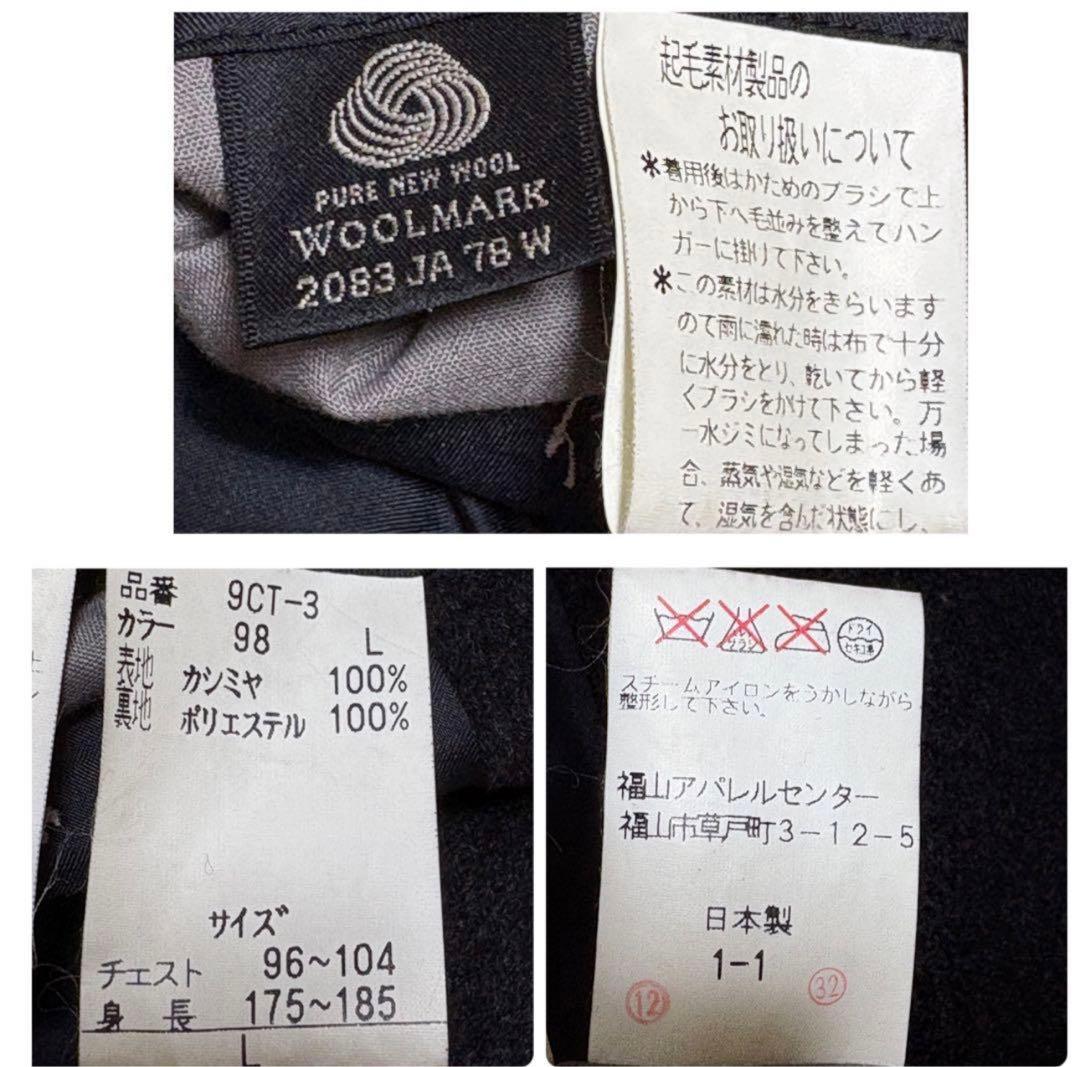 PURE NEW WOOL
WOOLMARK
2083 JA 78 W
起毛素材製品の
お取り扱いについて
*着用後はかためのブラシで上
から下へ毛並みを整えてハン
ガーに掛けて下さい。
*この素材は水分をきらいます
ので雨に濡れた時は布で十分
に水分をとり、乾いてから軽
くブラシをかけて下さい。万
一水ジミになってしまった場
合、蒸気や湿気などを軽くあ
て、湿気を含んだ状態にし、
品番 9CT-3
カラー 98 L
表地 カシミヤ 100%
裏地 ポリエステル 100%
サイズ
チェスト 96~104
身長 175~185
L
ドライ
セキユ系
スチームアイロンをうかしながら
整形して下さい。
福山アパレルセンター
福山市草戸町3-12-5
日本製
1-1
12
32